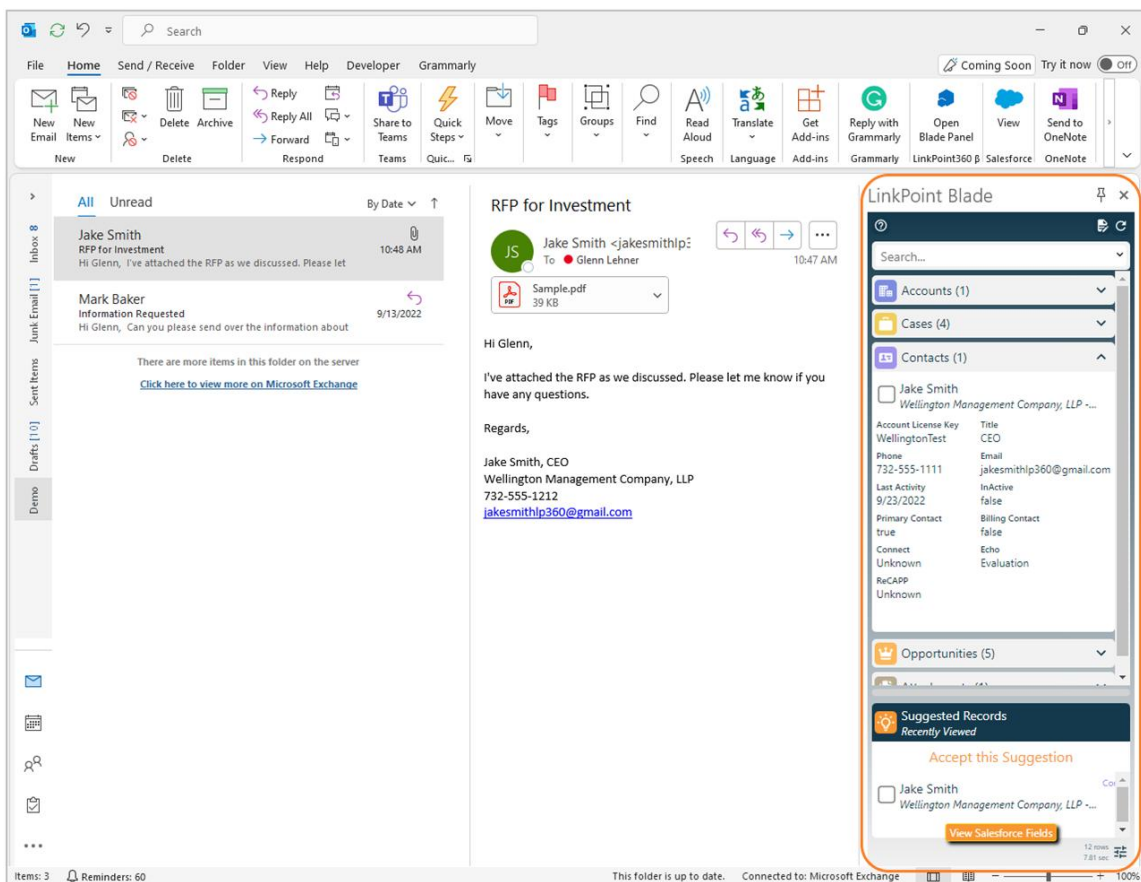 Search
File Home Send / Receive Folder View Help Developer Grammarly Coming Soon Try it now Off
New Email
New Items
New
Delete
Archive
Delete
Reply
Reply All
Forward
Respond
Share to Teams
Teams
Quick Steps
Quic...
Move
Tags
Groups
Find
Read Aloud
Speech
Translate
Language
Get Add-ins
Add-ins
Reply with Grammarly
Grammarly
Open Blade Panel
LinkPoint360 β
View
Salesforce
Send to OneNote
OneNote
Inbox 8
Junk Email [1]
Sent Items
Drafts [10]
Demo
All Unread By Date
Jake Smith
RFP for Investment 10:48 AM
Hi Glenn, I've attached the RFP as we discussed. Please let
Mark Baker
Information Requested 9/13/2022
Hi Glenn, Can you please send over the information about
There are more items in this folder on the server
Click here to view more on Microsoft Exchange
RFP for Investment
JS
Jake Smith <jakesmithlp3
To Glenn Lehner 10:47 AM
PDF
Sample.pdf
39 KB
Hi Glenn,
I've attached the RFP as we discussed. Please let me know if you
have any questions.
Regards,
Jake Smith, CEO
Wellington Management Company, LLP
732-555-1212
jakesmithlp360@gmail.com
LinkPoint Blade
Search...
Accounts (1)
Cases (4)
Contacts (1)
Jake Smith
Wellington Management Company, LLP -...
Account License Key Title
WellingtonTest CEO
Phone Email
732-555-1111 jakesmithlp360@gmail.com
Last Activity InActive
9/23/2022 false
Primary Contact Billing Contact
true false
Connect Echo
Unknown Evaluation
ReCAPP
Unknown
Opportunities (5)
Suggested Records
Recently Viewed
Accept this Suggestion
Jake Smith
Wellington Management Company, LLP -...
View Salesforce Fields
12 rows
7.81 sec
Items: 3 Reminders: 60 This folder is up to date. Connected to: Microsoft Exchange 100%